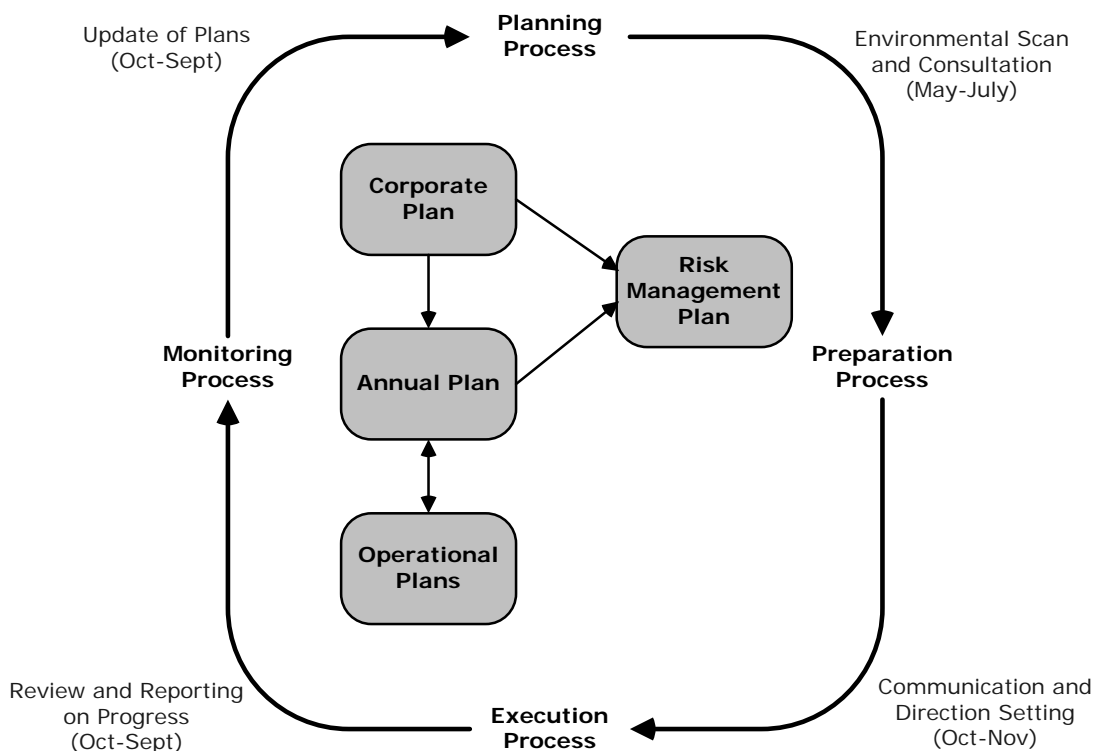 Planning
Process
Update of Plans
(Oct-Sept)
Environmental Scan
and Consultation
(May-July)
Corporate
Plan
Risk
Management
Plan
Monitoring
Process
Annual Plan
Preparation
Process
Operational
Plans
Review and Reporting
on Progress
(Oct-Sept)
Execution
Process
Communication and
Direction Setting
(Oct-Nov)